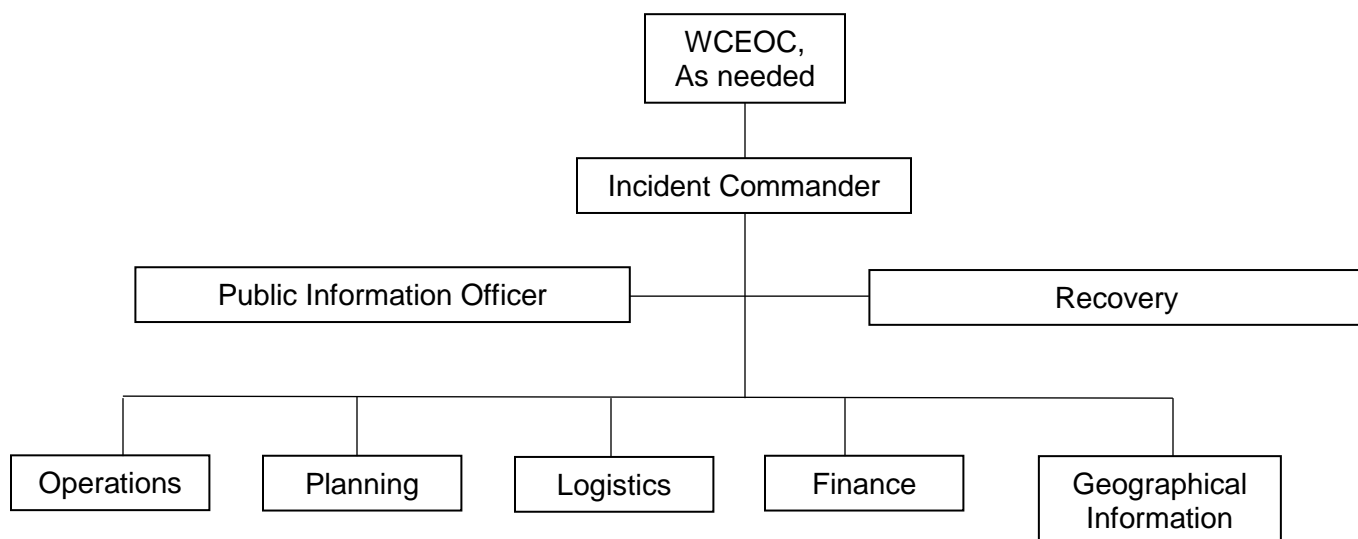 WCEOC,
As needed
Incident Commander
Public Information Officer
Recovery
Operations
Planning
Logistics
Finance
Geographical
Information